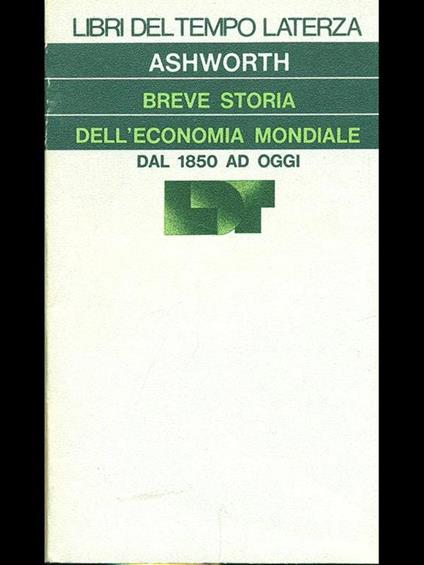 LIBRI DEL TEMPO LATERZA
ASHWORTH
BREVE STORIA
DELL'ECONOMIA MONDIALE
DAL 1850 AD OGGI
LDT